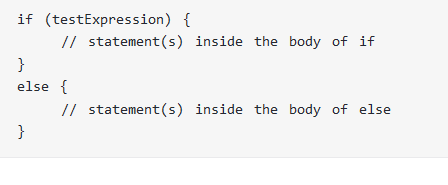 if (testExpression) {
    // statement(s) inside the body of if
}
else {
    // statement(s) inside the body of else
}